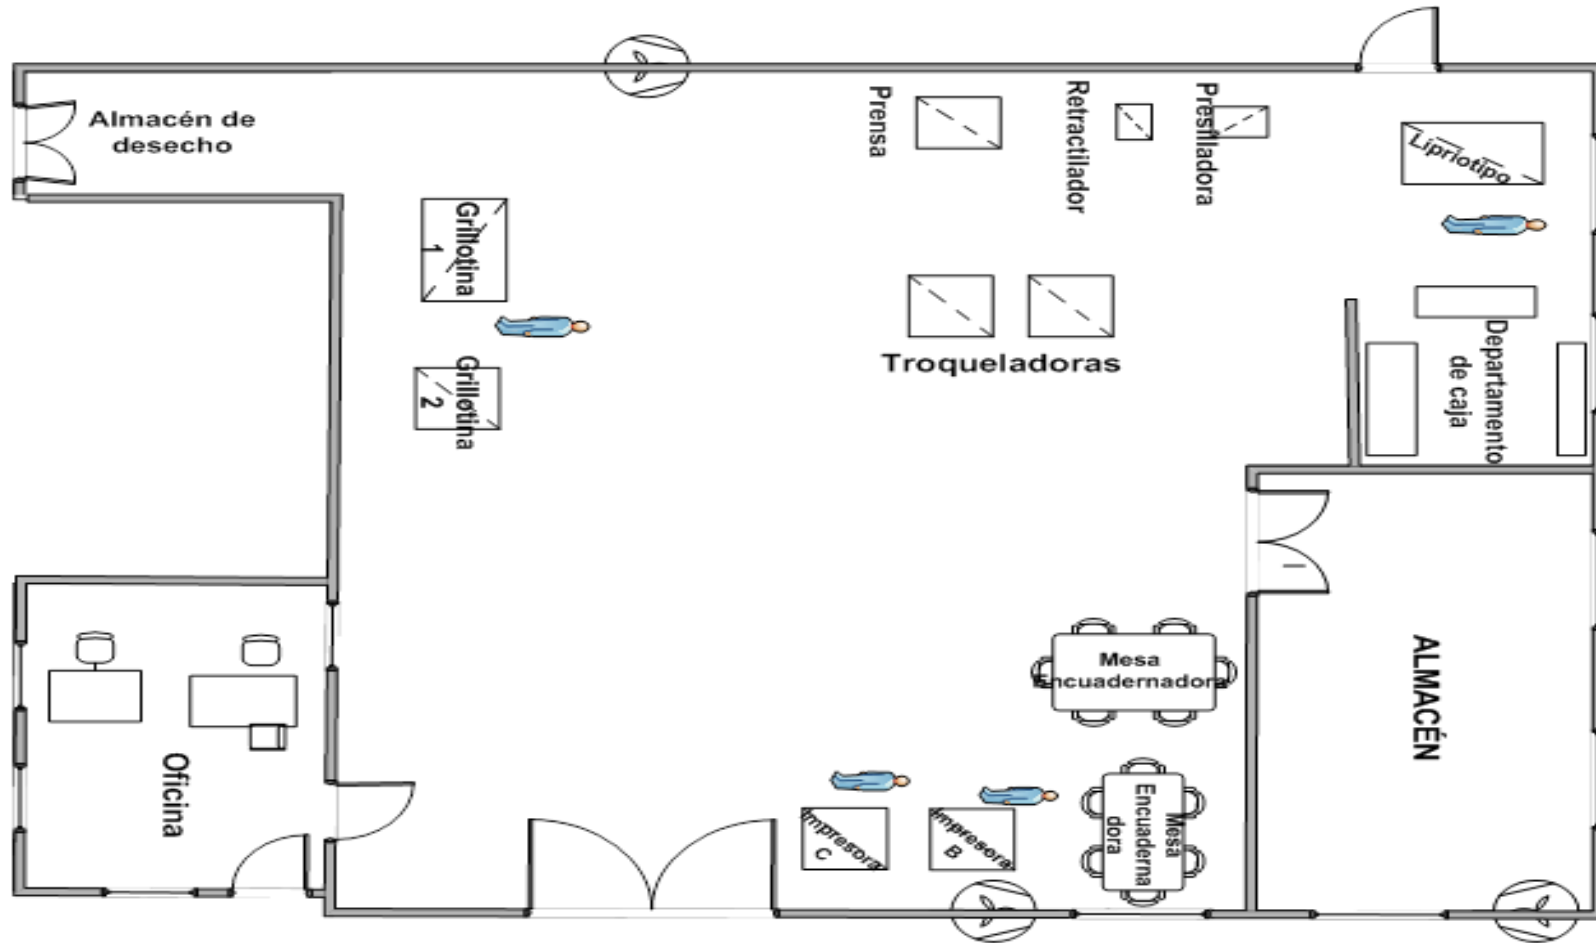 Almacén de
desecho
Prensa
Retractilador
Presilladora
Lipriotipo
Grillotina
1
Grillotina
2
Troqueladoras
Departamento
de caja
Mesa
Encuadernadora
ALMACÉN
Oficina
Impresora
C
Impresora
B
Mesa
Encuaderna
dora